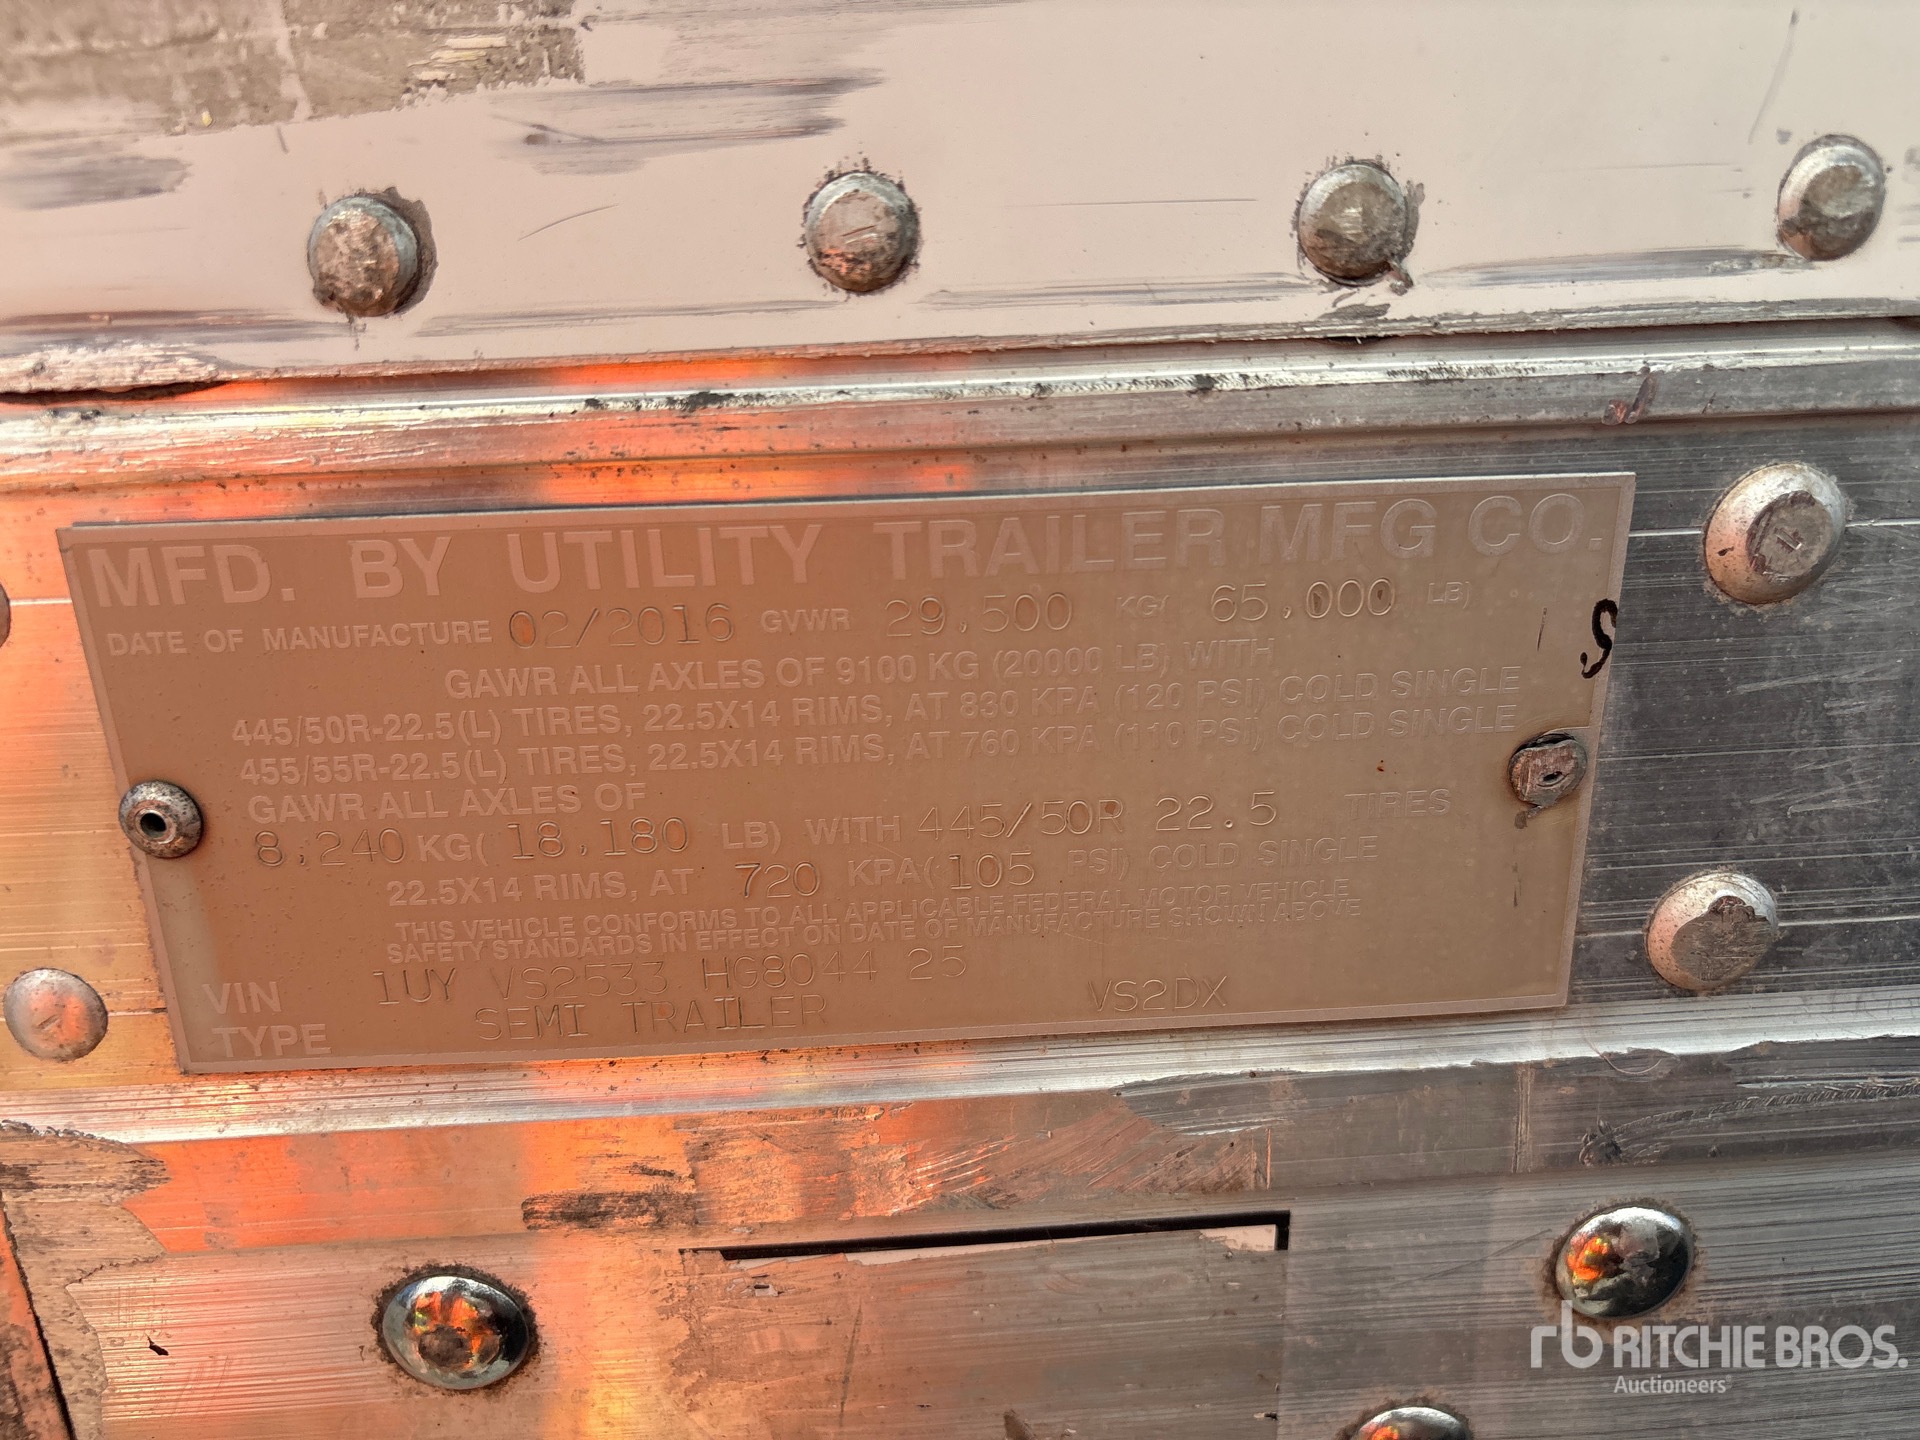 MFD. BY UTILITY TRAILER MFG CO.
DATE OF MANUFACTURE 02/2016 GVWR 29,500 KG( 65,000 LB)
GAWR ALL AXLES OF 9100 KG (20000 LB) WITH
445/50R-22.5(L) TIRES, 22.5X14 RIMS, AT 830 KPA (120 PSI) COLD SINGLE
455/55R-22.5(L) TIRES, 22.5X14 RIMS, AT 760 KPA (110 PSI) COLD SINGLE
GAWR ALL AXLES OF
8,240 KG( 18,180 LB) WITH 445/50R 22.5 TIRES
22.5X14 RIMS, AT 720 KPA( 105 PSI) COLD SINGLE
THIS VEHICLE CONFORMS TO ALL APPLICABLE FEDERAL MOTOR VEHICLE
SAFETY STANDARDS IN EFFECT ON DATE OF MANUFACTURE SHOWN ABOVE
VIN 1UY VS2533 HG8044 25
TYPE SEMI TRAILER VS2DX
rb RITCHIE BROS.
Auctioneers